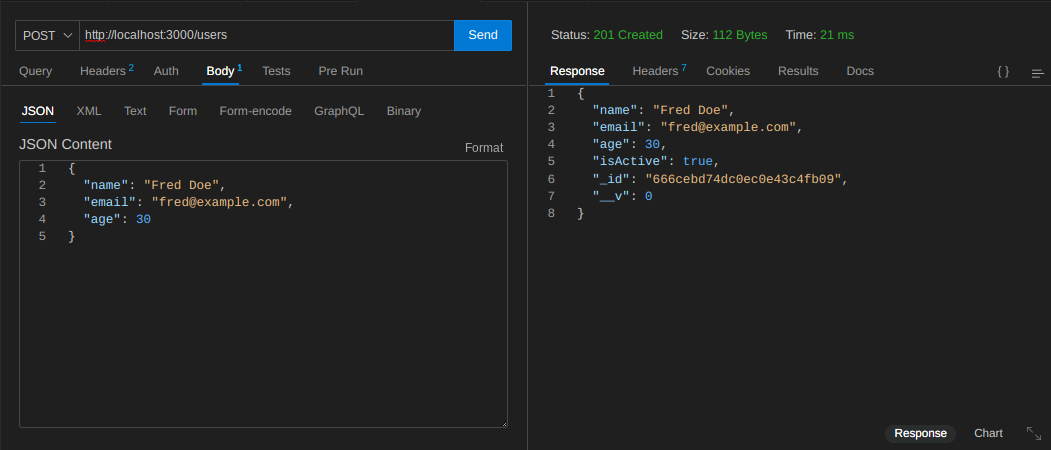 POST http://localhost:3000/users Send
Query Headers 2 Auth Body 1 Tests Pre Run
JSON XML Text Form Form-encode GraphQL Binary
JSON Content Format
1 {
2 "name": "Fred Doe",
3 "email": "fred@example.com",
4 "age": 30
5 }
Status: 201 Created Size: 112 Bytes Time: 21 ms
Response Headers 7 Cookies Results Docs { }
1 {
2 "name": "Fred Doe",
3 "email": "fred@example.com",
4 "age": 30,
5 "isActive": true,
6 "_id": "666cebd74dc0ec0e43c4fb09",
7 "__v": 0
8 }
Response Chart